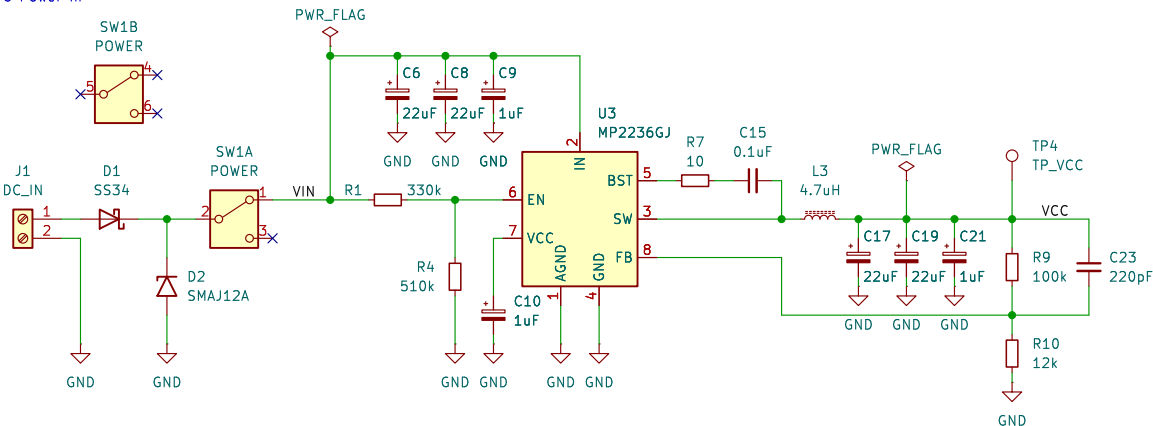 PWR_FLAG
SW1B
POWER
4
5
6
C6
22uF
GND
C8
22uF
GND
C9
1uF
GND
U3
MP2236GJ
2
IN
J1
DC_IN
1
2
D1
SS34
SW1A
POWER
2
1
3
VIN
R1
330k
6
EN
7
VCC
5
BST
3
SW
8
FB
AGND
1
GND
4
R7
10
C15
0.1uF
L3
4.7uH
PWR_FLAG
TP4
TP_VCC
VCC
C17
22uF
GND
C19
22uF
GND
C21
1uF
GND
R9
100k
C23
220pF
D2
SMAJ12A
R4
510k
C10
1uF
R10
12k
GND
GND
GND
GND
GND
GND
GND